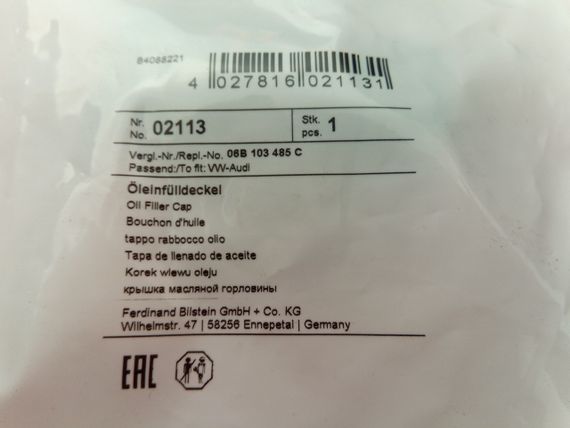 84088221
4 027816 021131
Nr.
No. 02113
Stk.
pcs. 1
Vergl.-Nr./Repl.-No. 06B 103 485 C
Passend:/To fit: VW-Audi
Öleinfülldeckel
Oil Filler Cap
Bouchon d'huile
tappo rabbocco olio
Tapa de llenado de aceite
Korek wlewu oleju
крышка масляной горловины
Ferdinand Bilstein GmbH + Co. KG
Wilhelmstr. 47 | 58256 Ennepetal | Germany
EAC